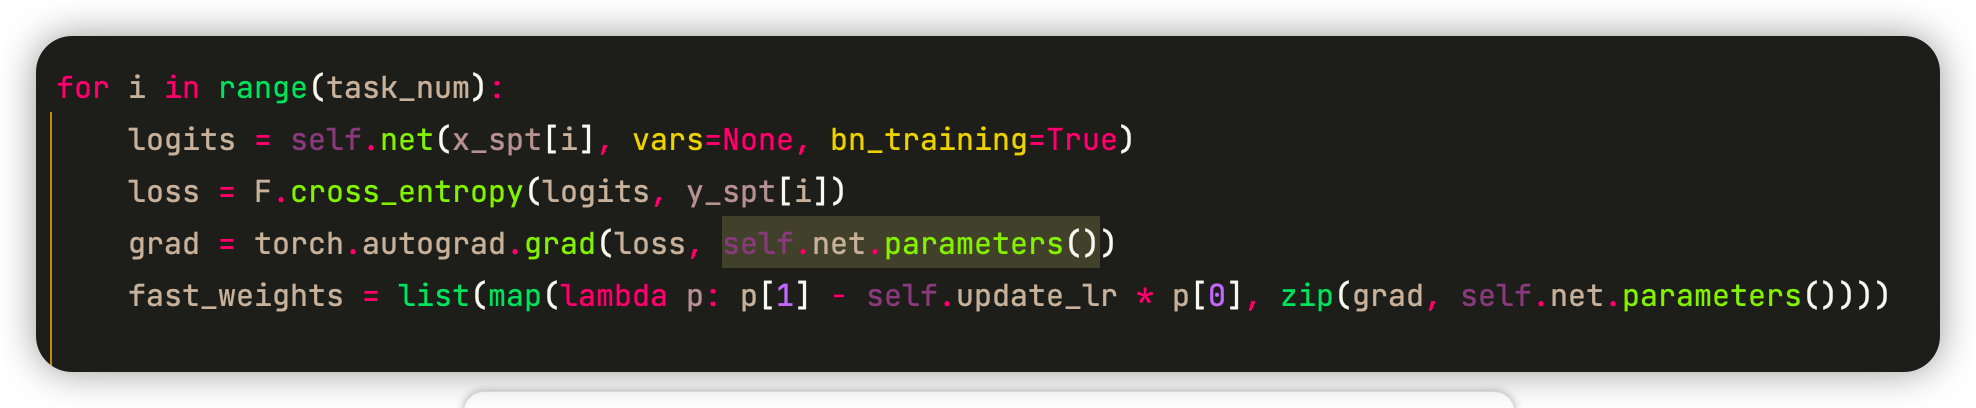 for i in range(task_num):
    logits = self.net(x_spt[i], vars=None, bn_training=True)
    loss = F.cross_entropy(logits, y_spt[i])
    grad = torch.autograd.grad(loss, self.net.parameters())
    fast_weights = list(map(lambda p: p[1] - self.update_lr * p[0], zip(grad, self.net.parameters())))